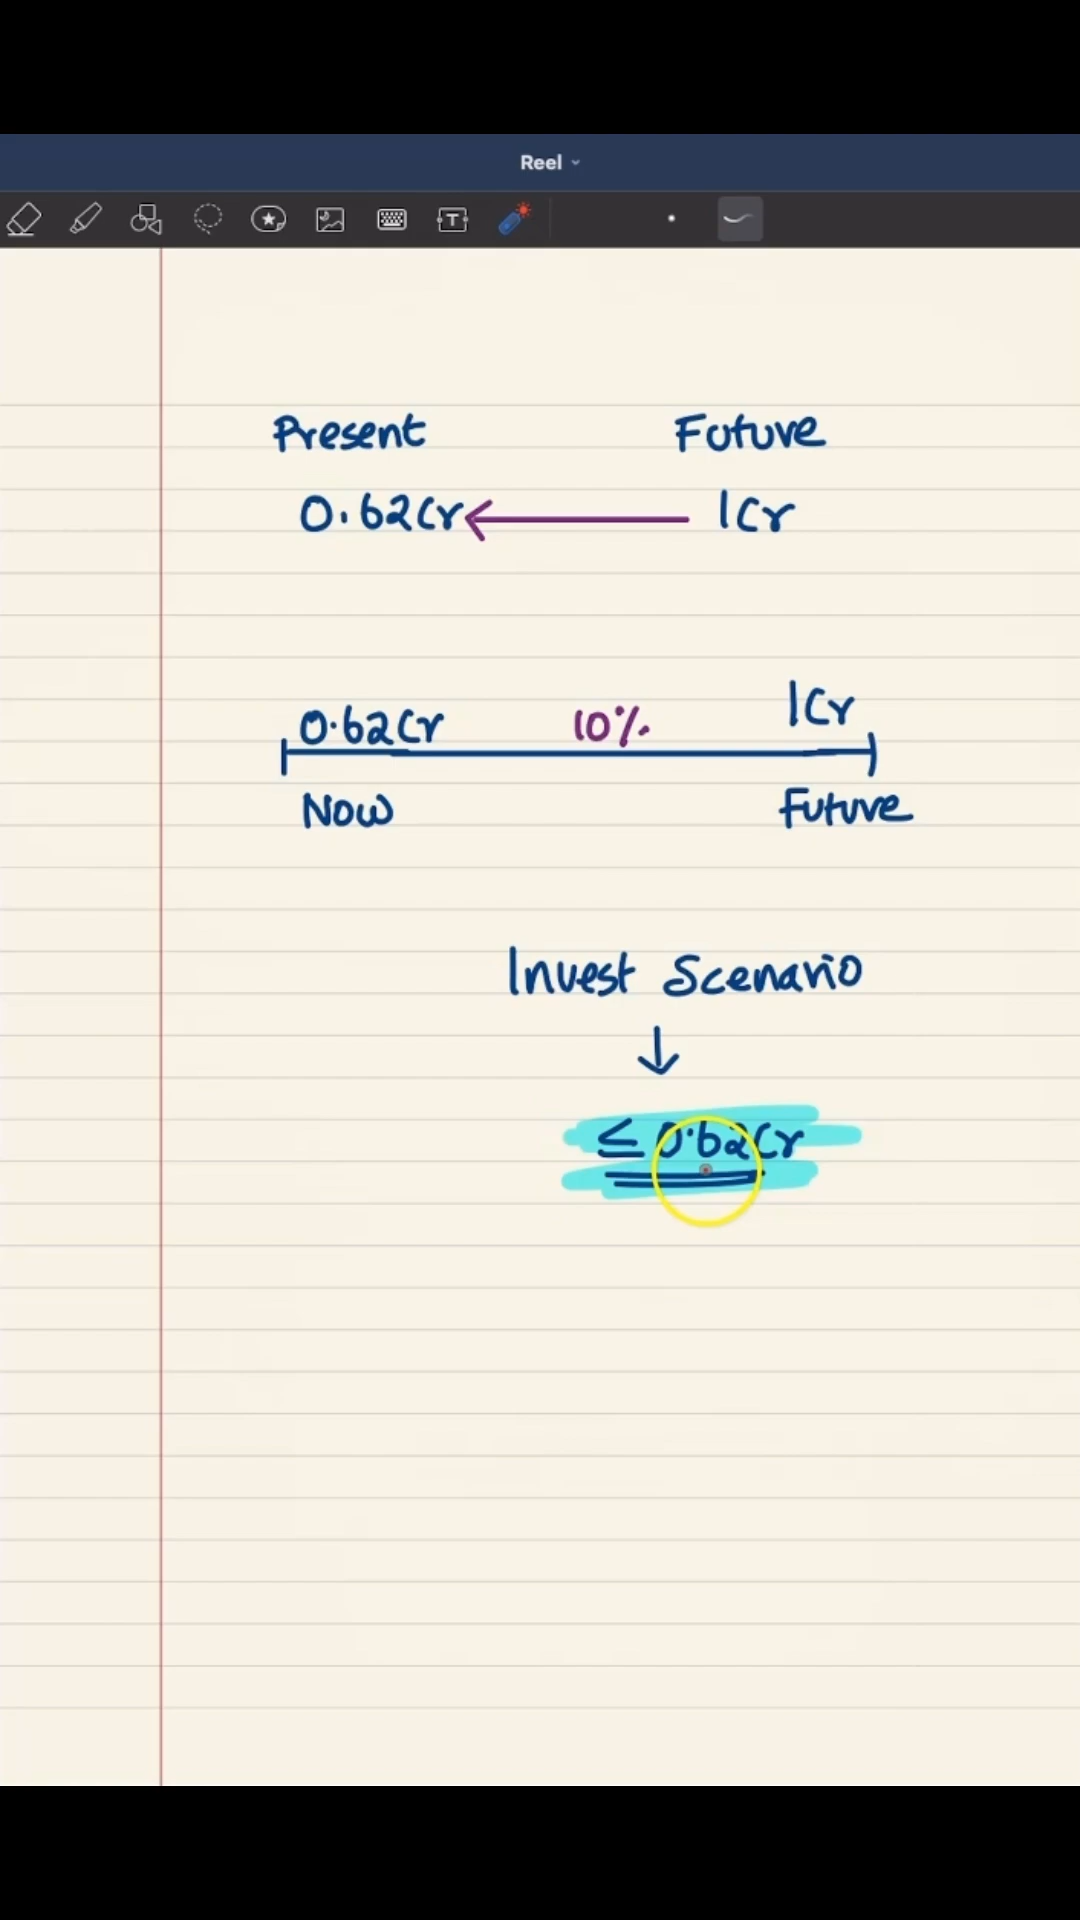 Reel
T
Present Future
0.62Cr 1Cr
0.62Cr 10% 1Cr
Now Future
Invest Scenario
≤ 0.62Cr